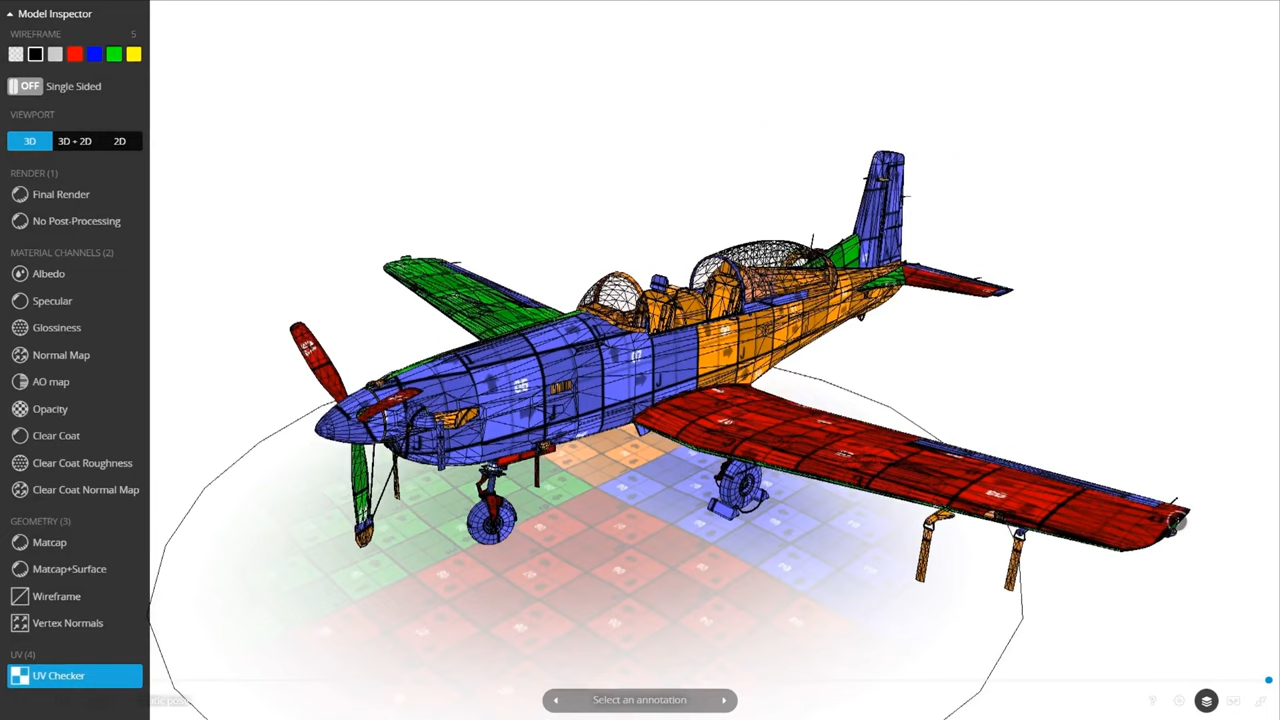 Model Inspector
WIREFRAME 5
OFF Single Sided
VIEWPORT
3D 3D + 2D 2D
RENDER (1)
Final Render
No Post-Processing
MATERIAL CHANNELS (2)
Albedo
Specular
Glossiness
Normal Map
AO map
Opacity
Clear Coat
Clear Coat Roughness
Clear Coat Normal Map
GEOMETRY (3)
Matcap
Matcap+Surface
Wireframe
Vertex Normals
UV (4)
UV Checker
Select an annotation